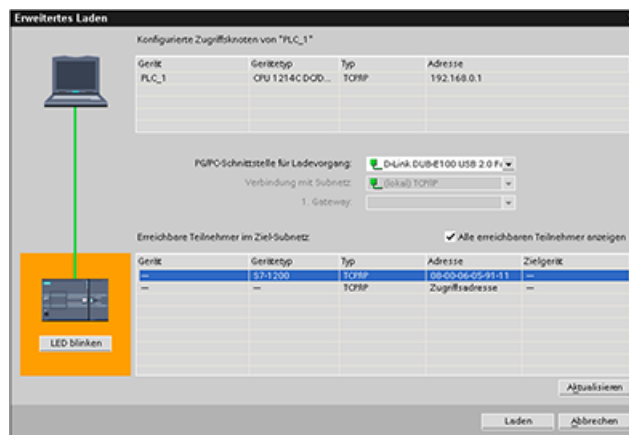 Erweitertes Laden
Konfigurierte Zugriffsknoten von "PLC_1"
Gerät Gerätetyp Typ Adresse
PLC_1 CPU 1214C DC/D... TCP/IP 192.168.0.1
PG/PC-Schnittstelle für Ladevorgang: D-Link DUB-E100 USB 2.0 F
Verbindung mit Subnetz: (lokal) TCP/IP
1. Gateway:
Erreichbare Teilnehmer im Ziel-Subnetz: Alle erreichbaren Teilnehmer anzeigen
Gerät Gerätetyp Typ Adresse Zielgerät
— S7-1200 TCP/IP 08-00-06-05-91-11 —
— — TCP/IP Zugriffsadresse —
LED blinken
Aktualisieren
Laden Abbrechen